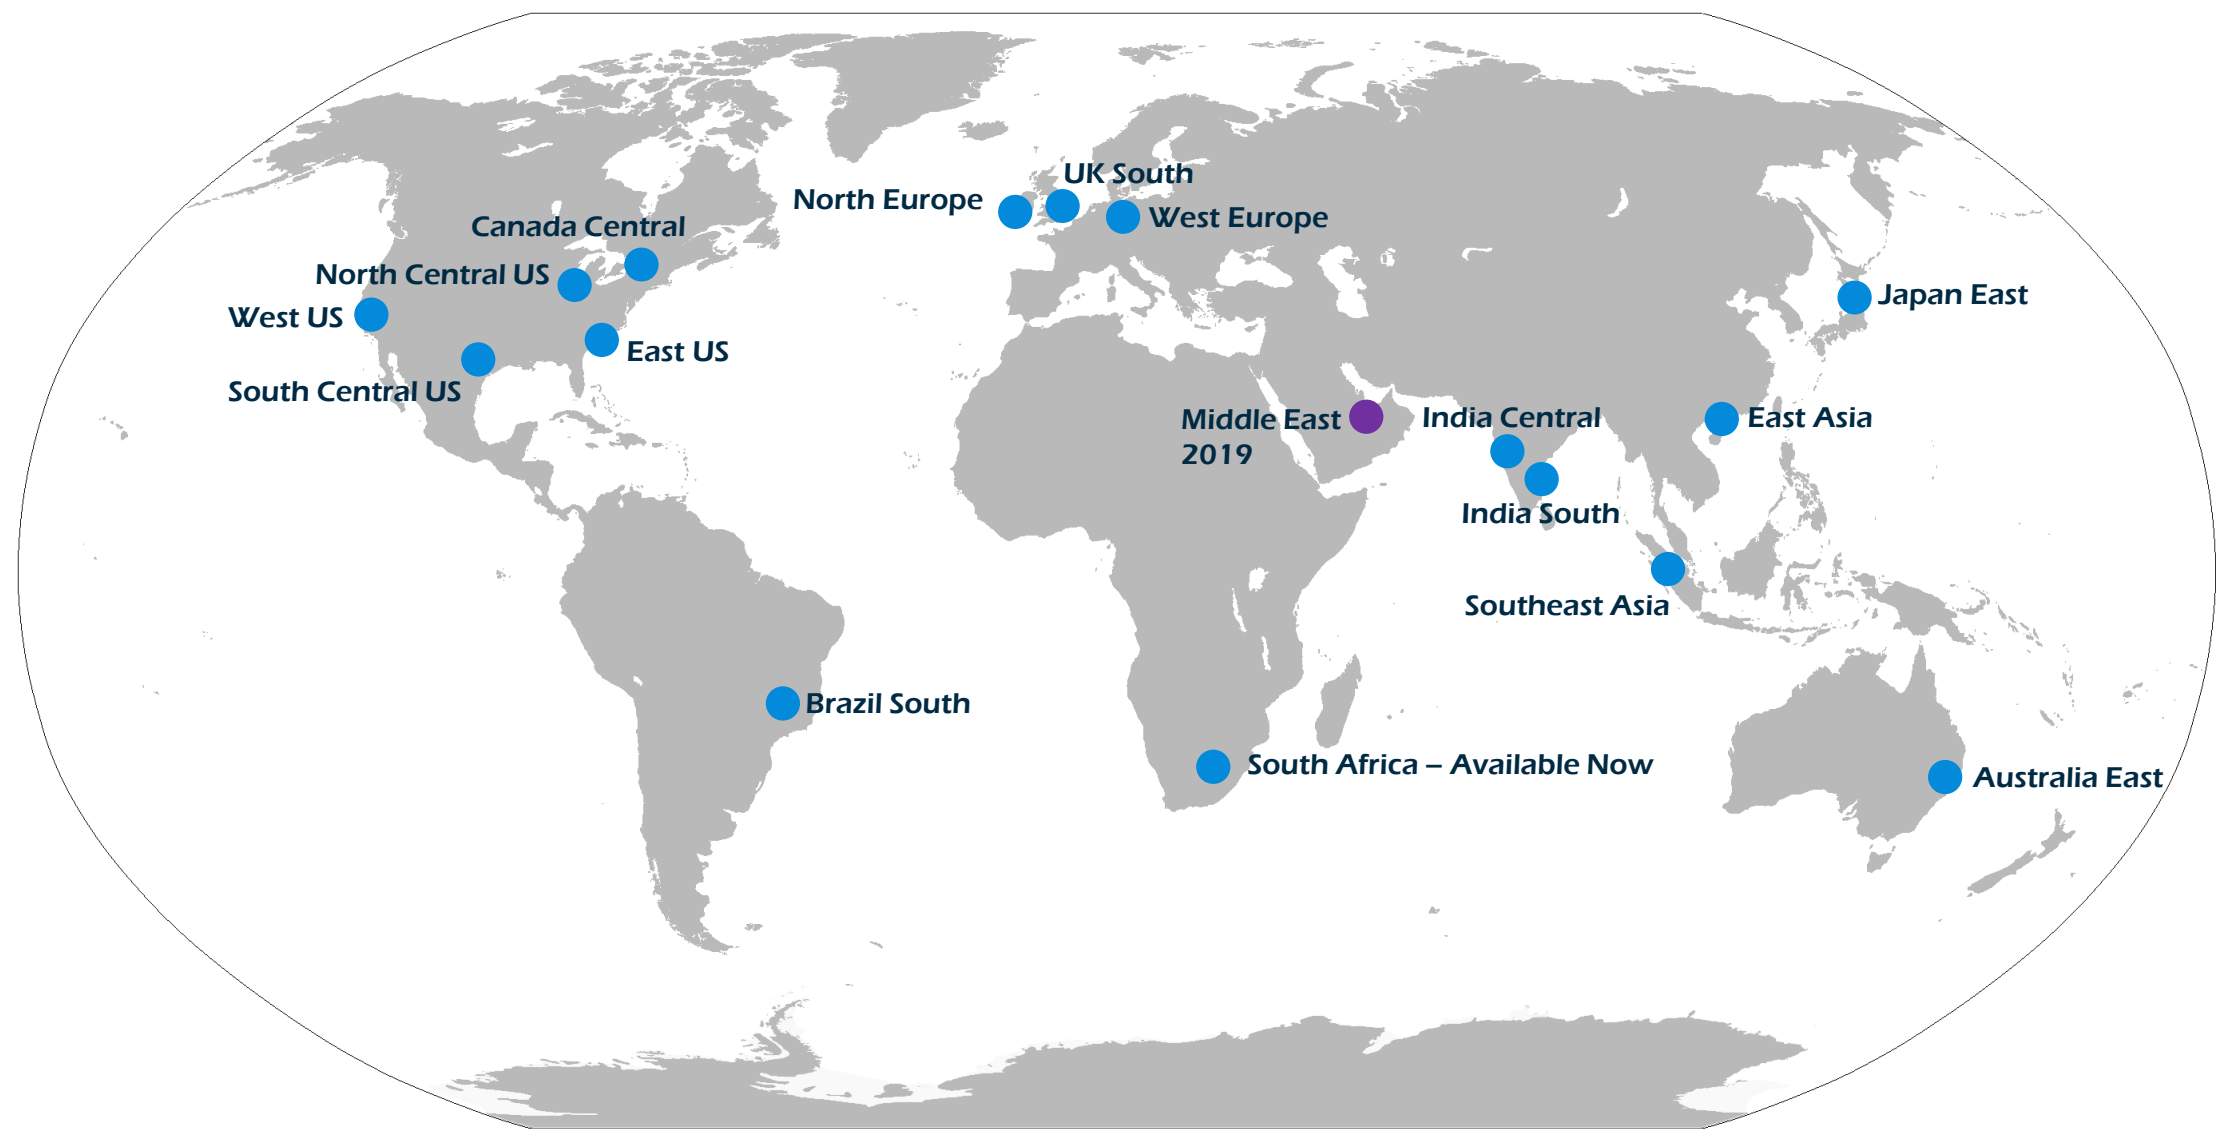 UK South
North Europe
West Europe
Canada Central
North Central US
Japan East
West US
East US
South Central US
Middle East
2019
India Central
East Asia
India South
Southeast Asia
Brazil South
South Africa – Available Now
Australia East